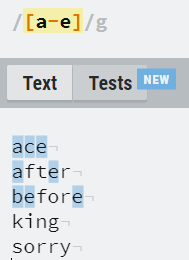 /[a-e]/g
Text Tests NEW
ace¬
after¬
before¬
king¬
sorry¬